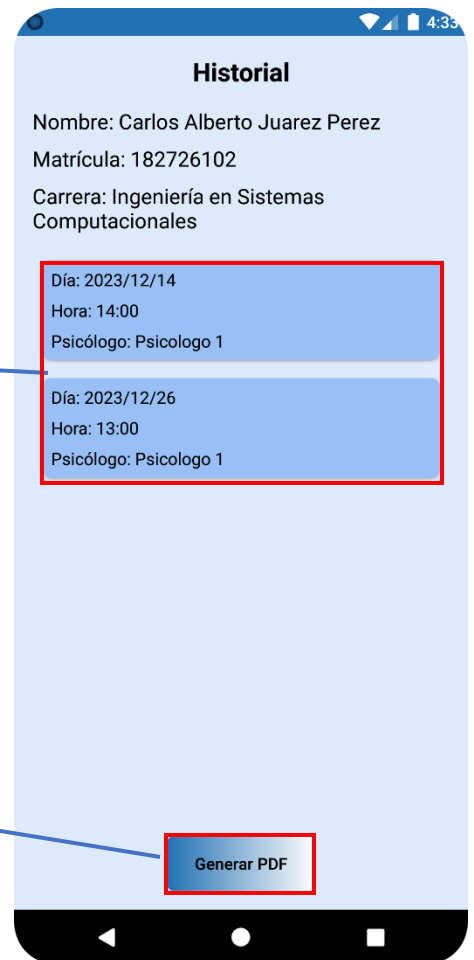 4:33
Historial
Nombre: Carlos Alberto Juarez Perez
Matrícula: 182726102
Carrera: Ingeniería en Sistemas
Computacionales
Día: 2023/12/14
Hora: 14:00
Psicólogo: Psicologo 1
Día: 2023/12/26
Hora: 13:00
Psicólogo: Psicologo 1
Generar PDF